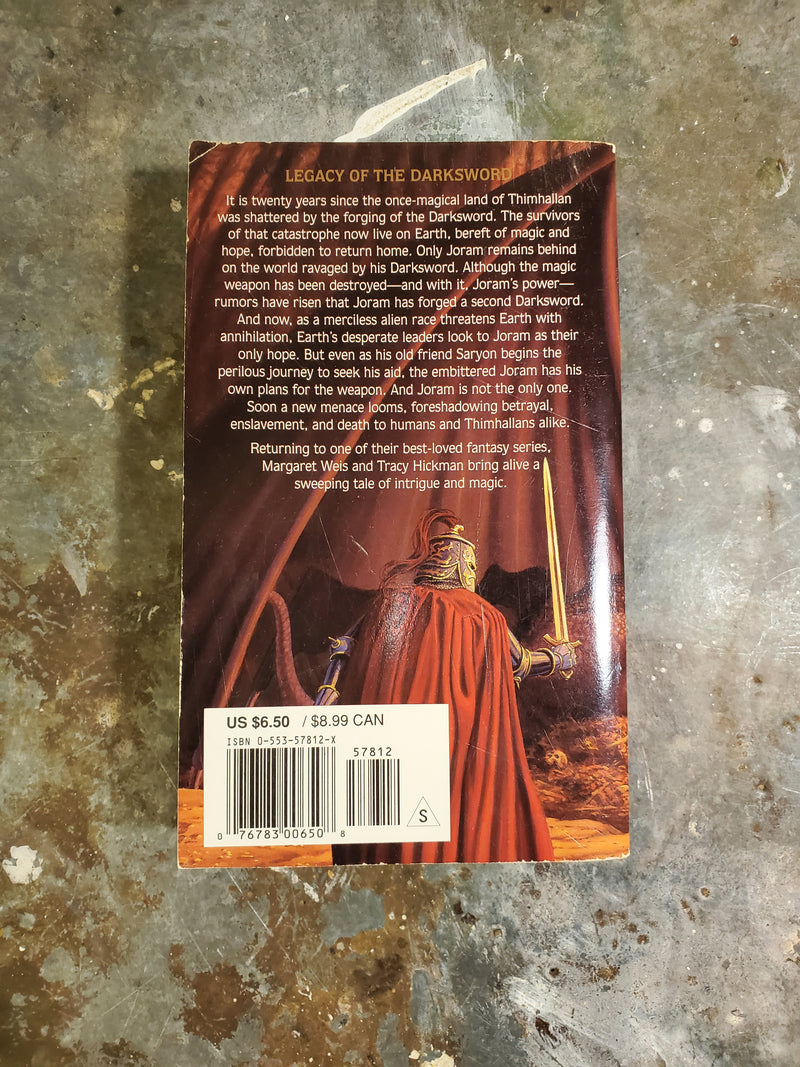 LEGACY OF THE DARKSWORD
It is twenty years since the once-magical land of Thimhallan
was shattered by the forging of the Darksword. The survivors
of that catastrophe now live on Earth, bereft of magic and
hope, forbidden to return home. Only Joram remains behind
on the world ravaged by his Darksword. Although the magic
weapon has been destroyed—and with it, Joram's power—
rumors have risen that Joram has forged a second Darksword.
And now, as a merciless alien race threatens Earth with
annihilation, Earth's desperate leaders look to Joram as their
only hope. But even as his old friend Saryon begins the
perilous journey to seek his aid, the embittered Joram has his
own plans for the weapon. And Joram is not the only one.
Soon a new menace looms, foreshadowing betrayal,
enslavement, and death to humans and Thimhallans alike.
Returning to one of their best-loved fantasy series,
Margaret Weis and Tracy Hickman bring alive a
sweeping tale of intrigue and magic.
US $6.50 / $8.99 CAN
ISBN 0-553-57812-X
57812
S
0 76783 00650 8